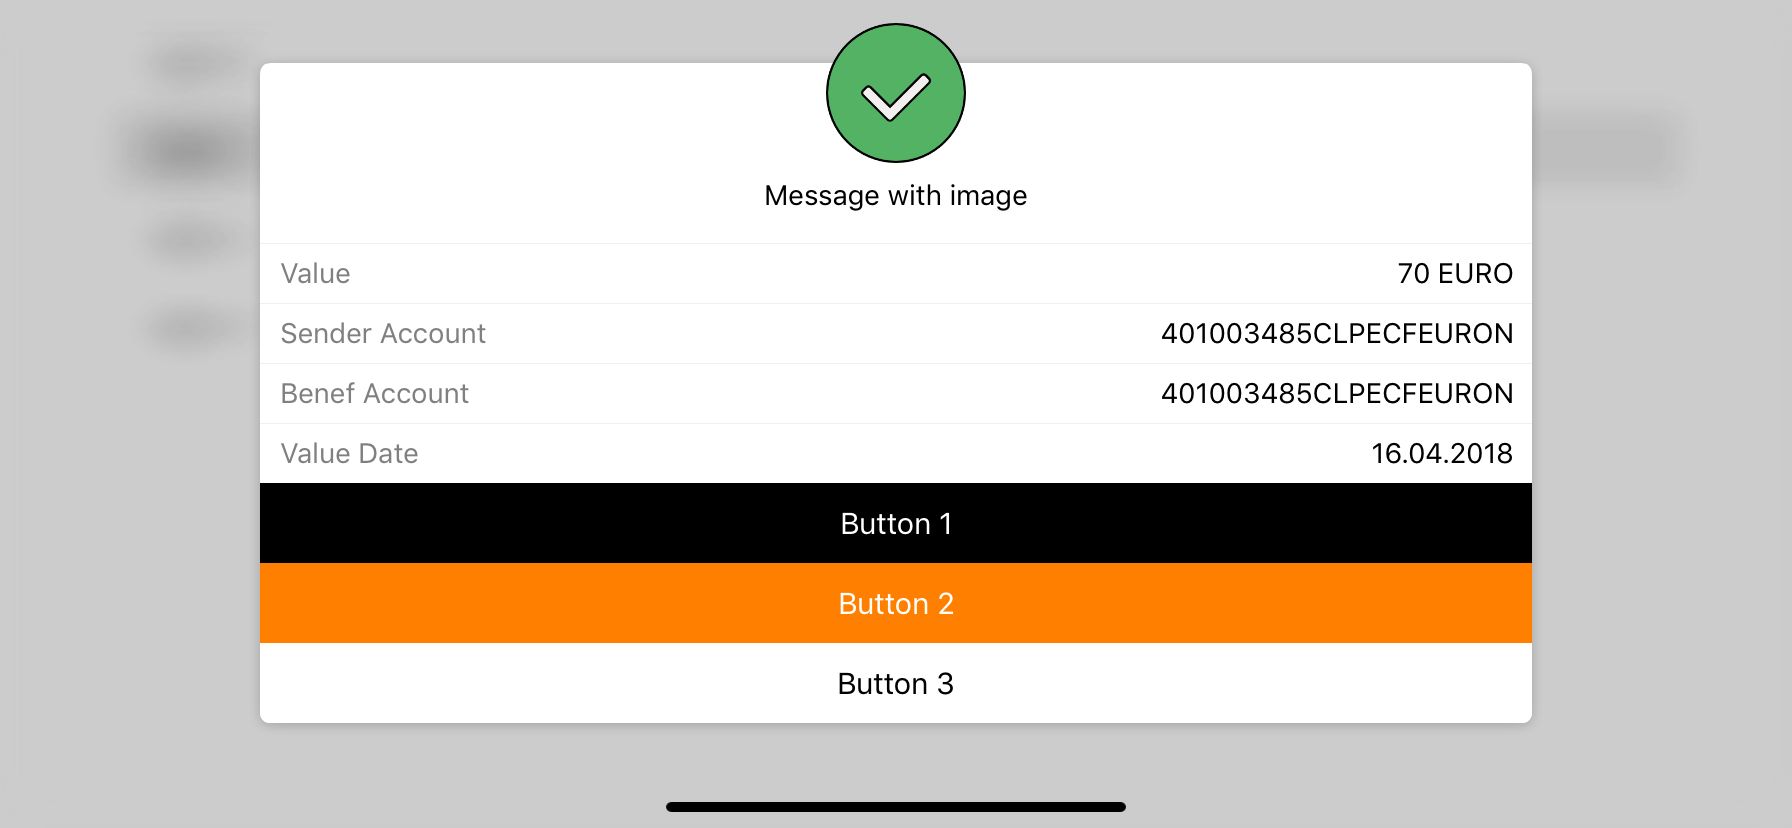 Message with image
Value 70 EURO
Sender Account 401003485CLPECFEURON
Benef Account 401003485CLPECFEURON
Value Date 16.04.2018
Button 1
Button 2
Button 3